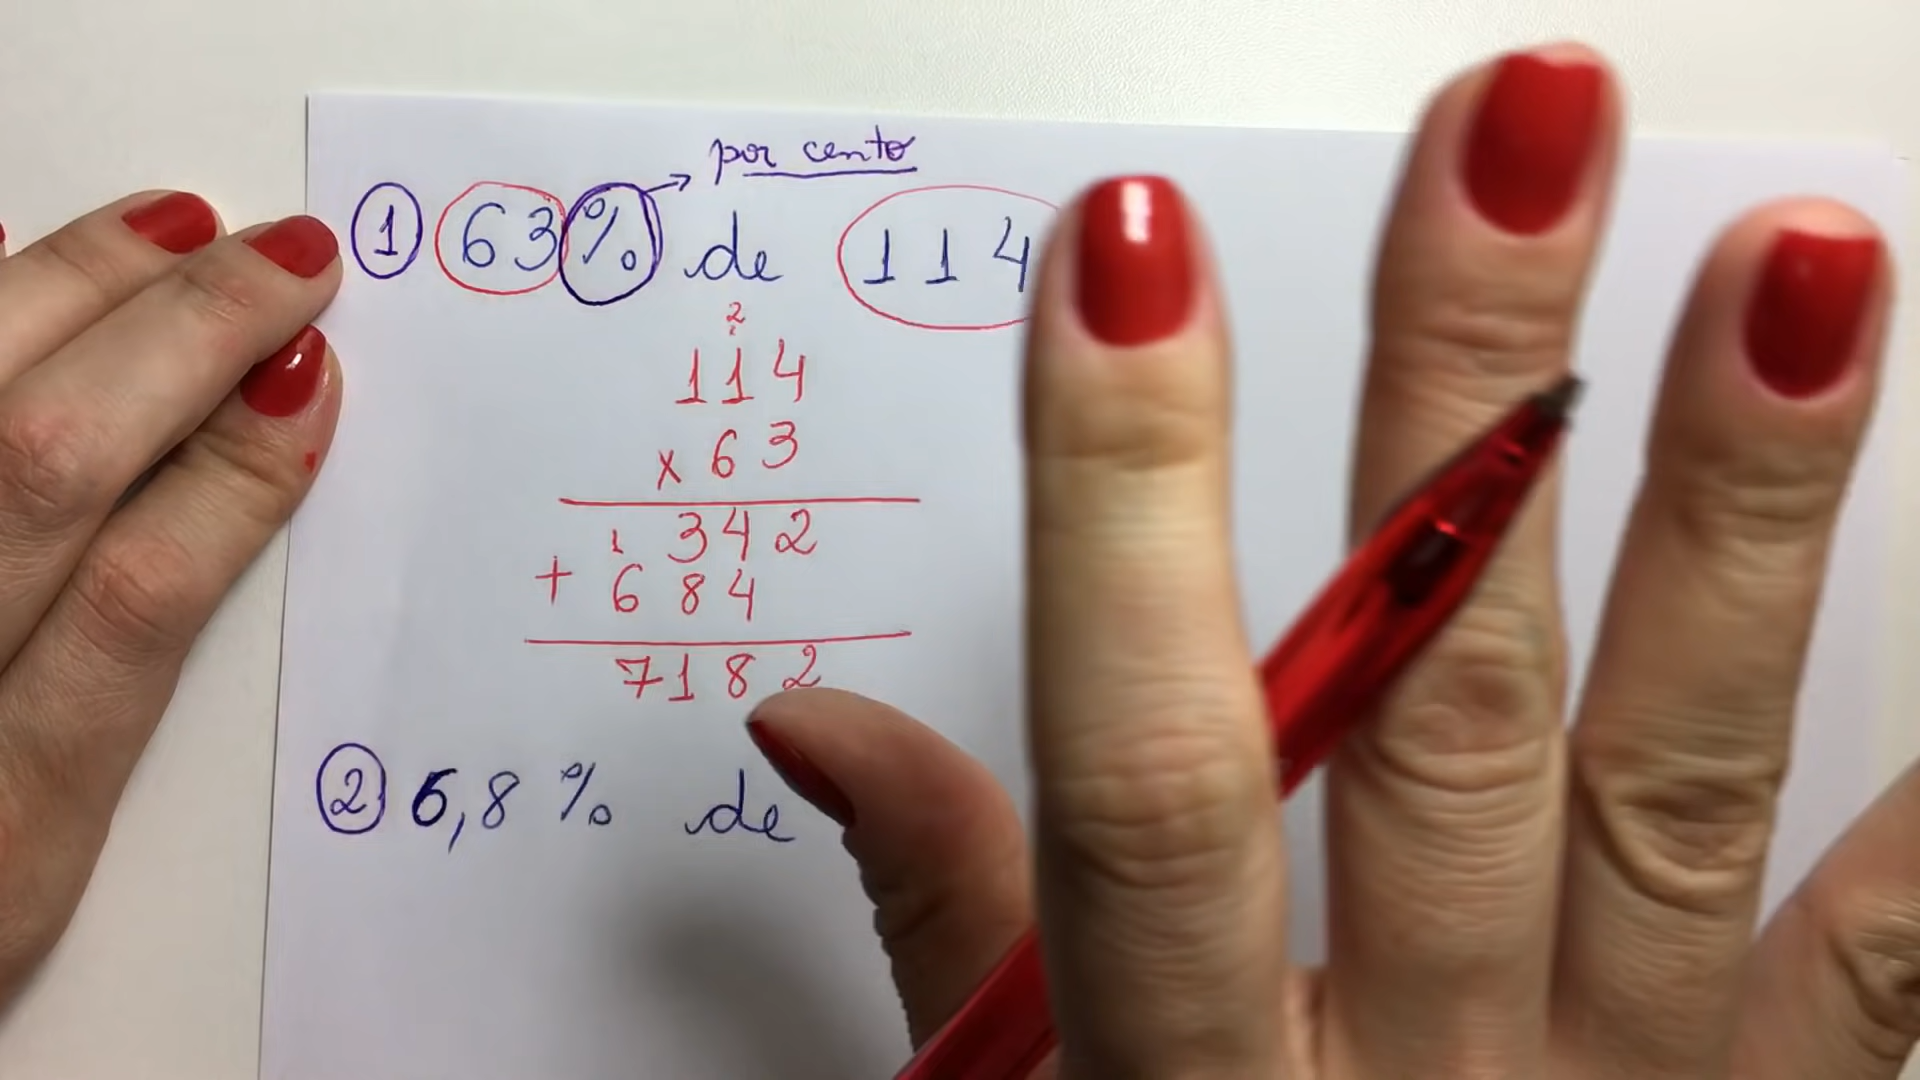 por cento
① 63% de 114
2
114
x 63
342
1
+ 684
7182
② 6,8 % de